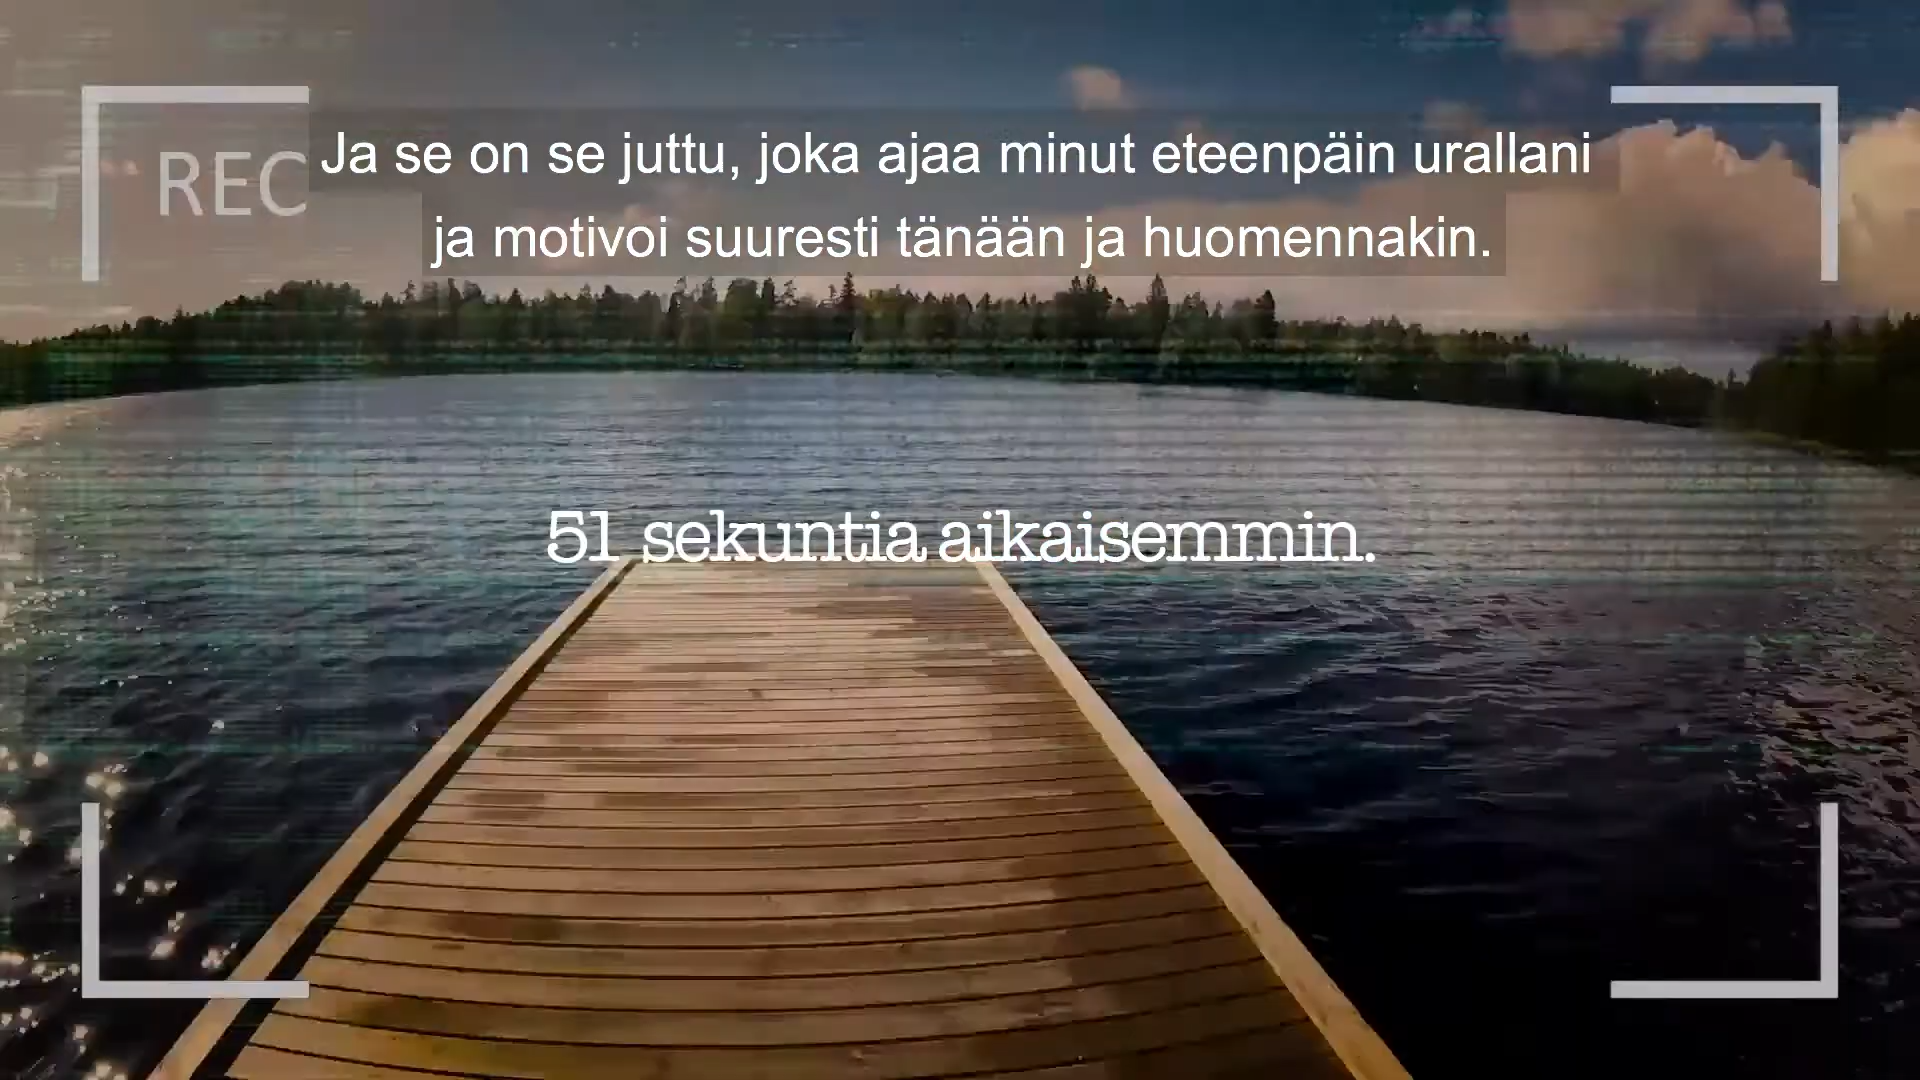 REC
Ja se on se juttu, joka ajaa minut eteenpäin urallani
ja motivoi suuresti tänään ja huomennakin.
51 sekuntia aikaisemmin.